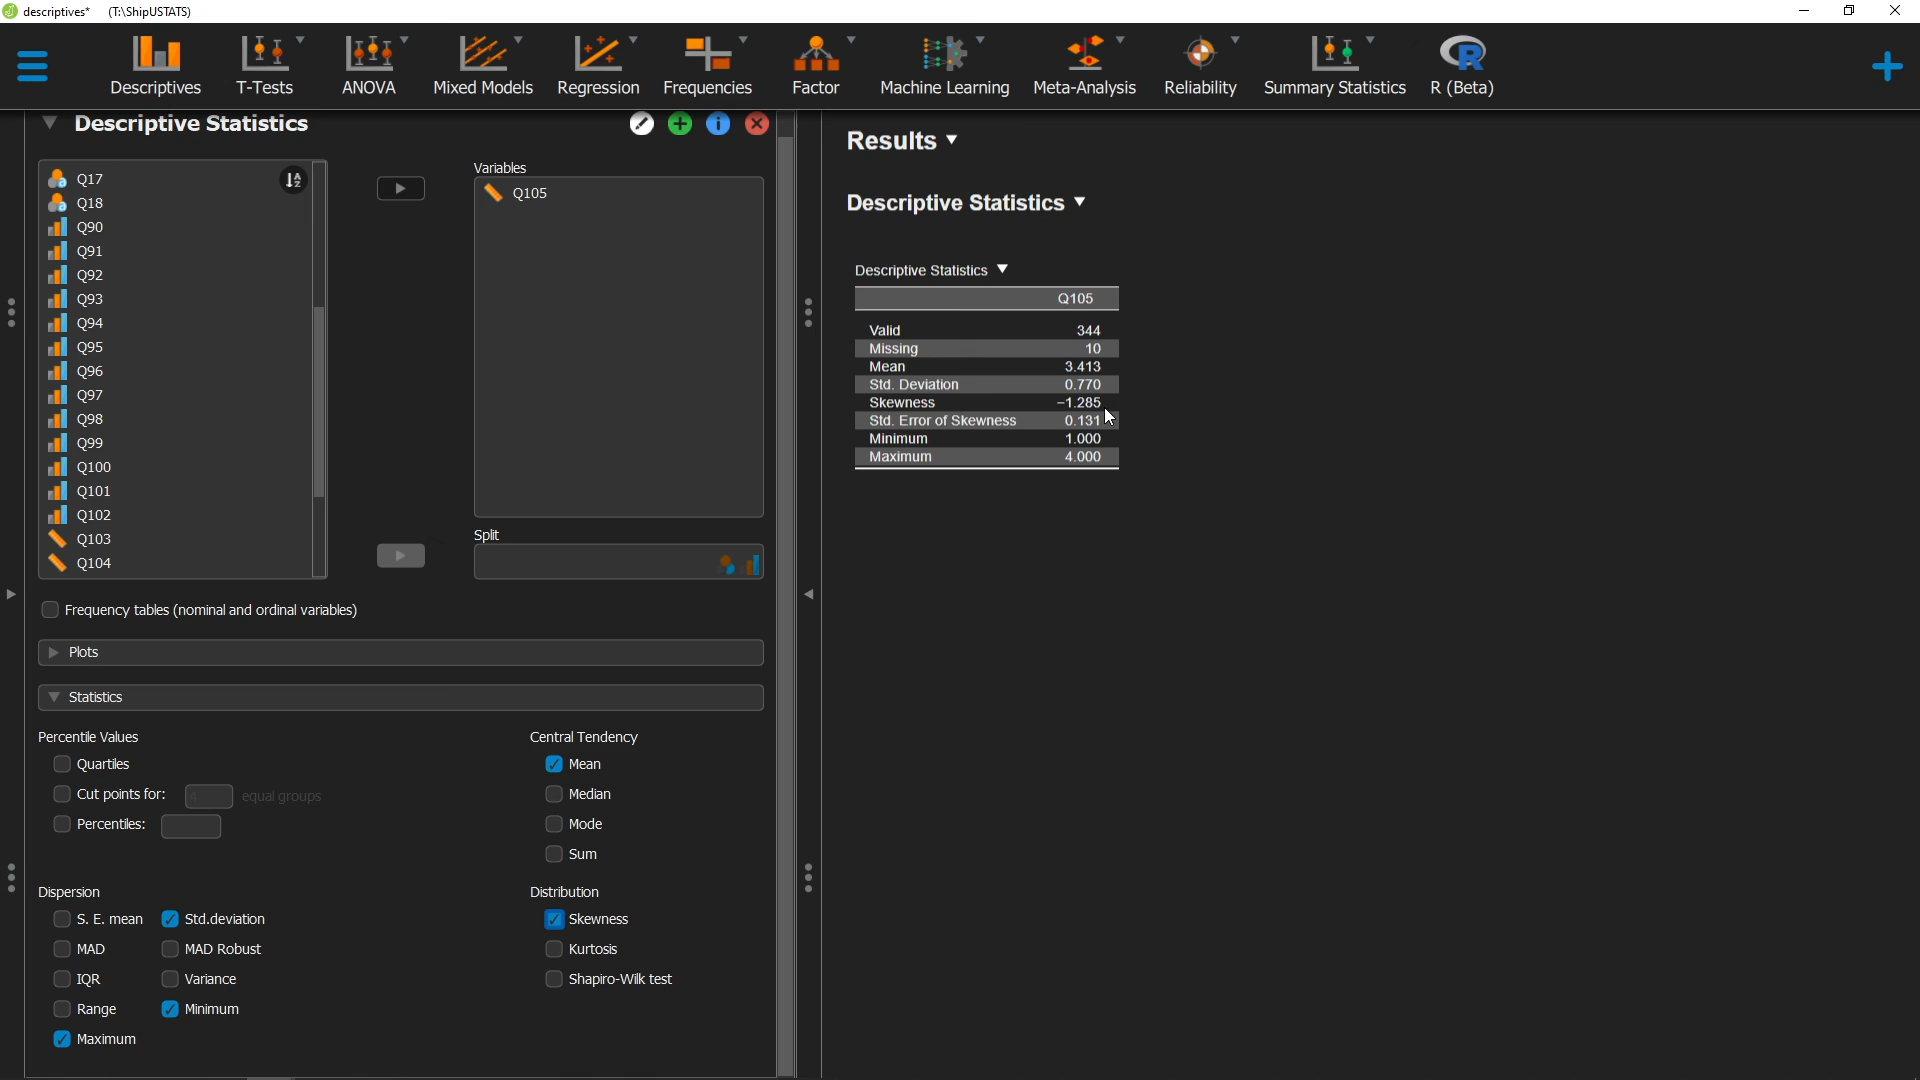 descriptives* (T:\ShipUSTATS)
Descriptives T-Tests ANOVA Mixed Models Regression Frequencies Factor Machine Learning Meta-Analysis Reliability Summary Statistics R (Beta)
Descriptive Statistics
Q17
Q18
Q90
Q91
Q92
Q93
Q94
Q95
Q96
Q97
Q98
Q99
Q100
Q101
Q102
Q103
Q104
Variables
Q105
Split
Frequency tables (nominal and ordinal variables)
Plots
Statistics
Percentile Values
Quartiles
Cut points for: 4 equal groups
Percentiles:
Central Tendency
Mean
Median
Mode
Sum
Dispersion
S. E. mean Std.deviation
MAD MAD Robust
IQR Variance
Range Minimum
Maximum
Distribution
Skewness
Kurtosis
Shapiro-Wilk test
Results
Descriptive Statistics
Descriptive Statistics
Q105
Valid 344
Missing 10
Mean 3.413
Std. Deviation 0.770
Skewness −1.285
Std. Error of Skewness 0.131
Minimum 1.000
Maximum 4.000